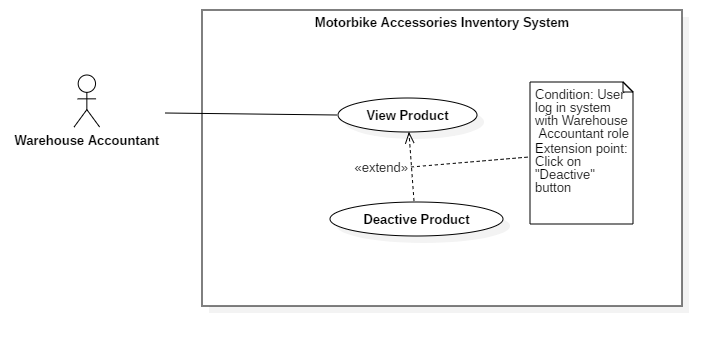 Motorbike Accessories Inventory System
Warehouse Accountant
View Product
«extend»
Deactive Product
Condition: User
log in system
with Warehouse
Accountant role
Extension point:
Click on
"Deactive"
button